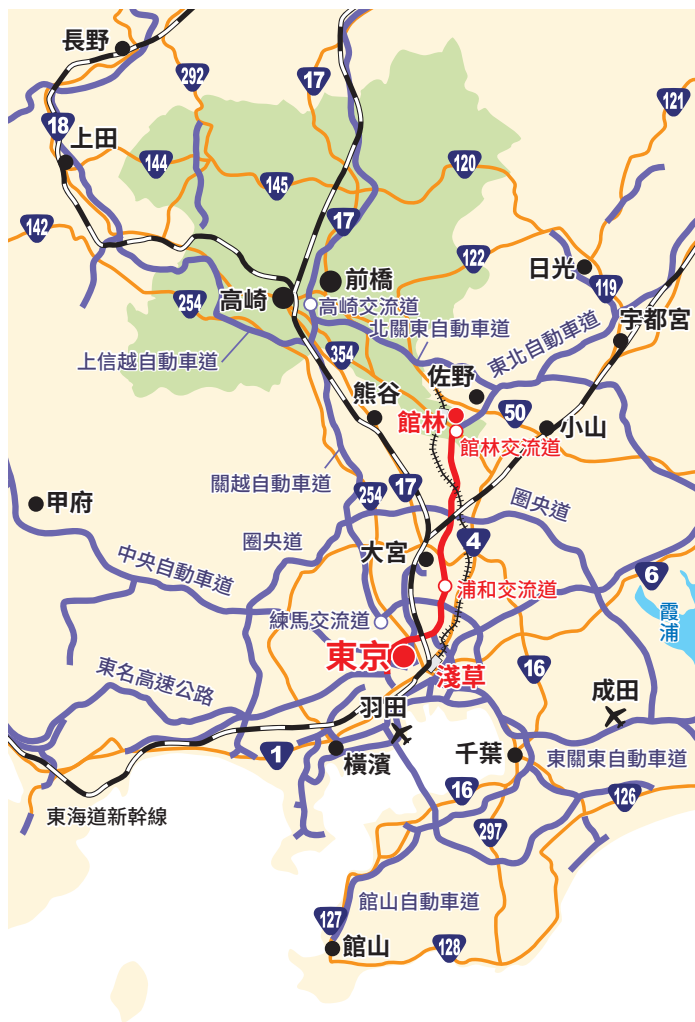 長野
292
17
121
18
上田
144
145
120
142
17
122
日光
119
254
高崎
前橋
高崎交流道
北關東自動車道
宇都宮
上信越自動車道
354
東北自動車道
佐野
熊谷
館林
50
小山
館林交流道
關越自動車道
254
17
圈央道
甲府
圈央道
大宮
4
中央自動車道
浦和交流道
6
霞浦
練馬交流道
東京
淺草
16
東名高速公路
羽田
成田
1
橫濱
千葉
東關東自動車道
16
126
東海道新幹線
297
127
館山自動車道
館山
128